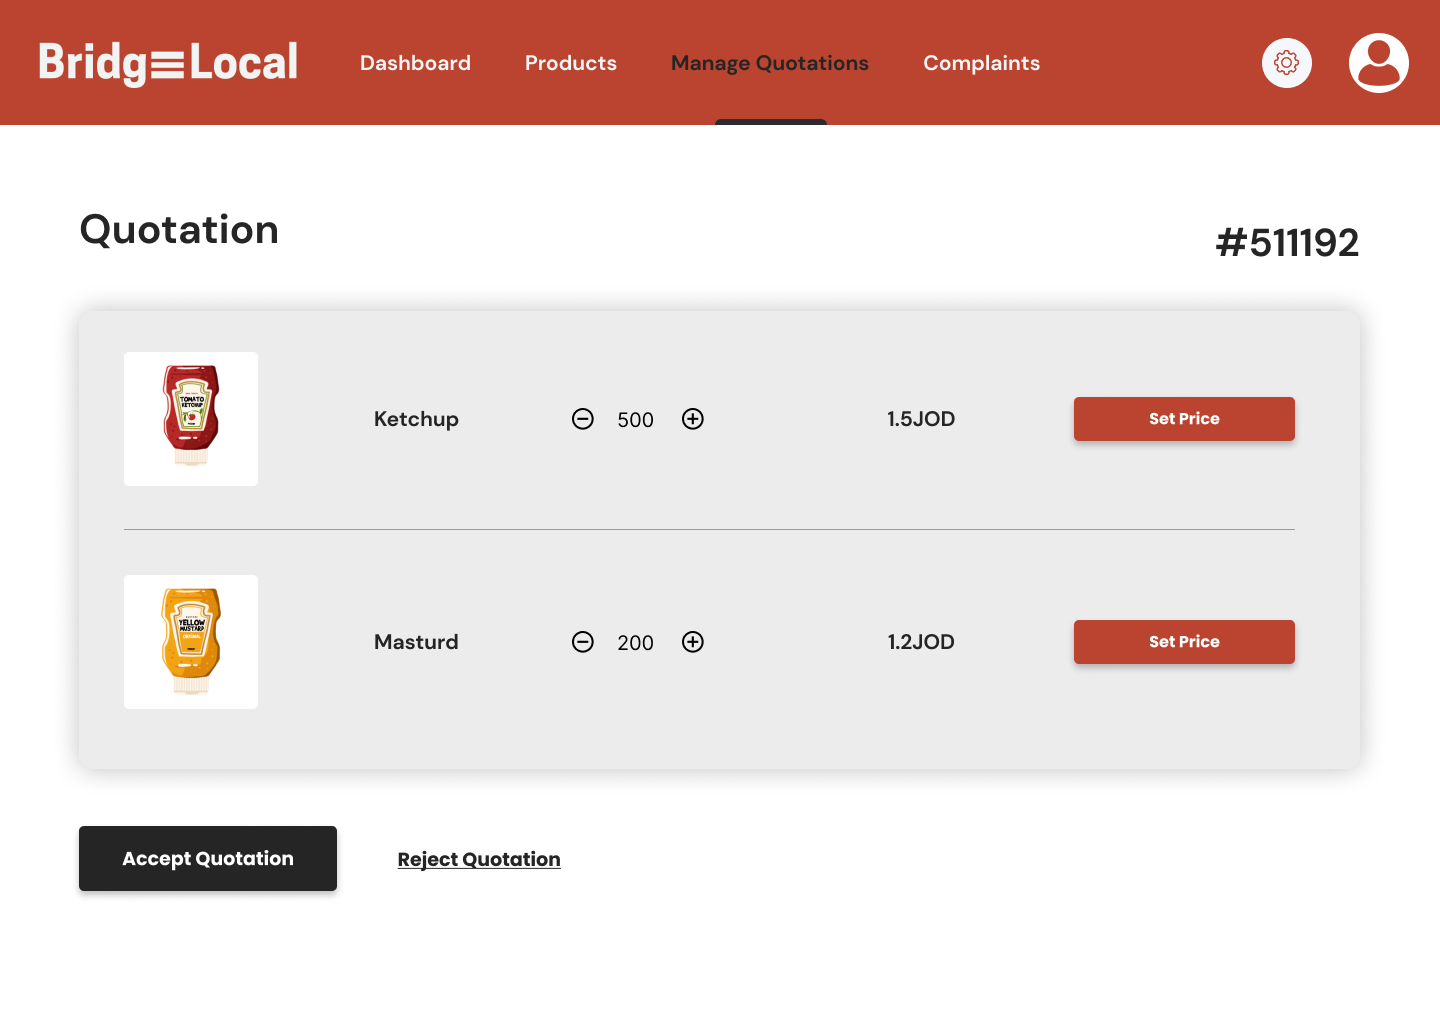 Bridg≡Local
Dashboard Products Manage Quotations Complaints
Quotation
#511192
TOMATO
KETCHUP
Ketchup 500 1.5JOD Set Price
YELLOW
MUSTARD
ORIGINAL
Masturd 200 1.2JOD Set Price
Accept Quotation Reject Quotation